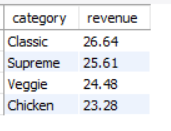 category revenue
Classic 26.64
Supreme 25.61
Veggie 24.48
Chicken 23.28